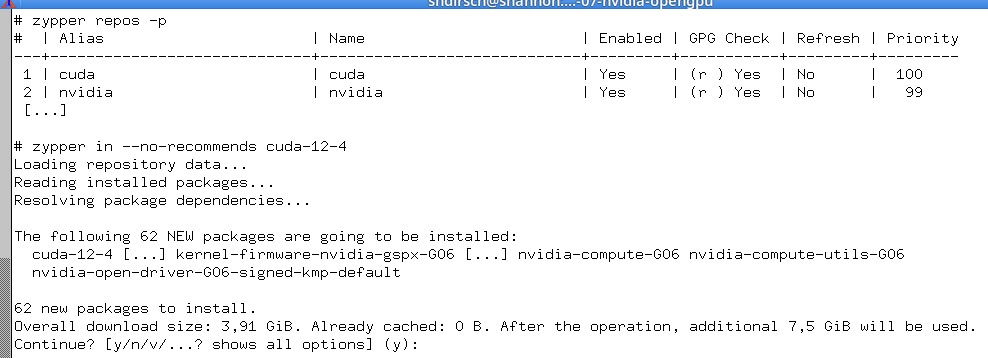 # zypper repos -p
#  | Alias                          | Name                           | Enabled | GPG Check | Refresh | Priority
---+--------------------------------+--------------------------------+---------+-----------+---------+---------
 1 | cuda                           | cuda                           | Yes     | (r ) Yes  | No      |  100
 2 | nvidia                         | nvidia                         | Yes     | (r ) Yes  | No      |   99
 [...]
# zypper in --no-recommends cuda-12-4
Loading repository data...
Reading installed packages...
Resolving package dependencies...
The following 62 NEW packages are going to be installed:
  cuda-12-4 [...] kernel-firmware-nvidia-gspx-G06 [...] nvidia-compute-G06 nvidia-compute-utils-G06
  nvidia-open-driver-G06-signed-kmp-default
62 new packages to install.
Overall download size: 3,91 GiB. Already cached: 0 B. After the operation, additional 7,5 GiB will be used.
Continue? [y/n/v/...? shows all options] (y):